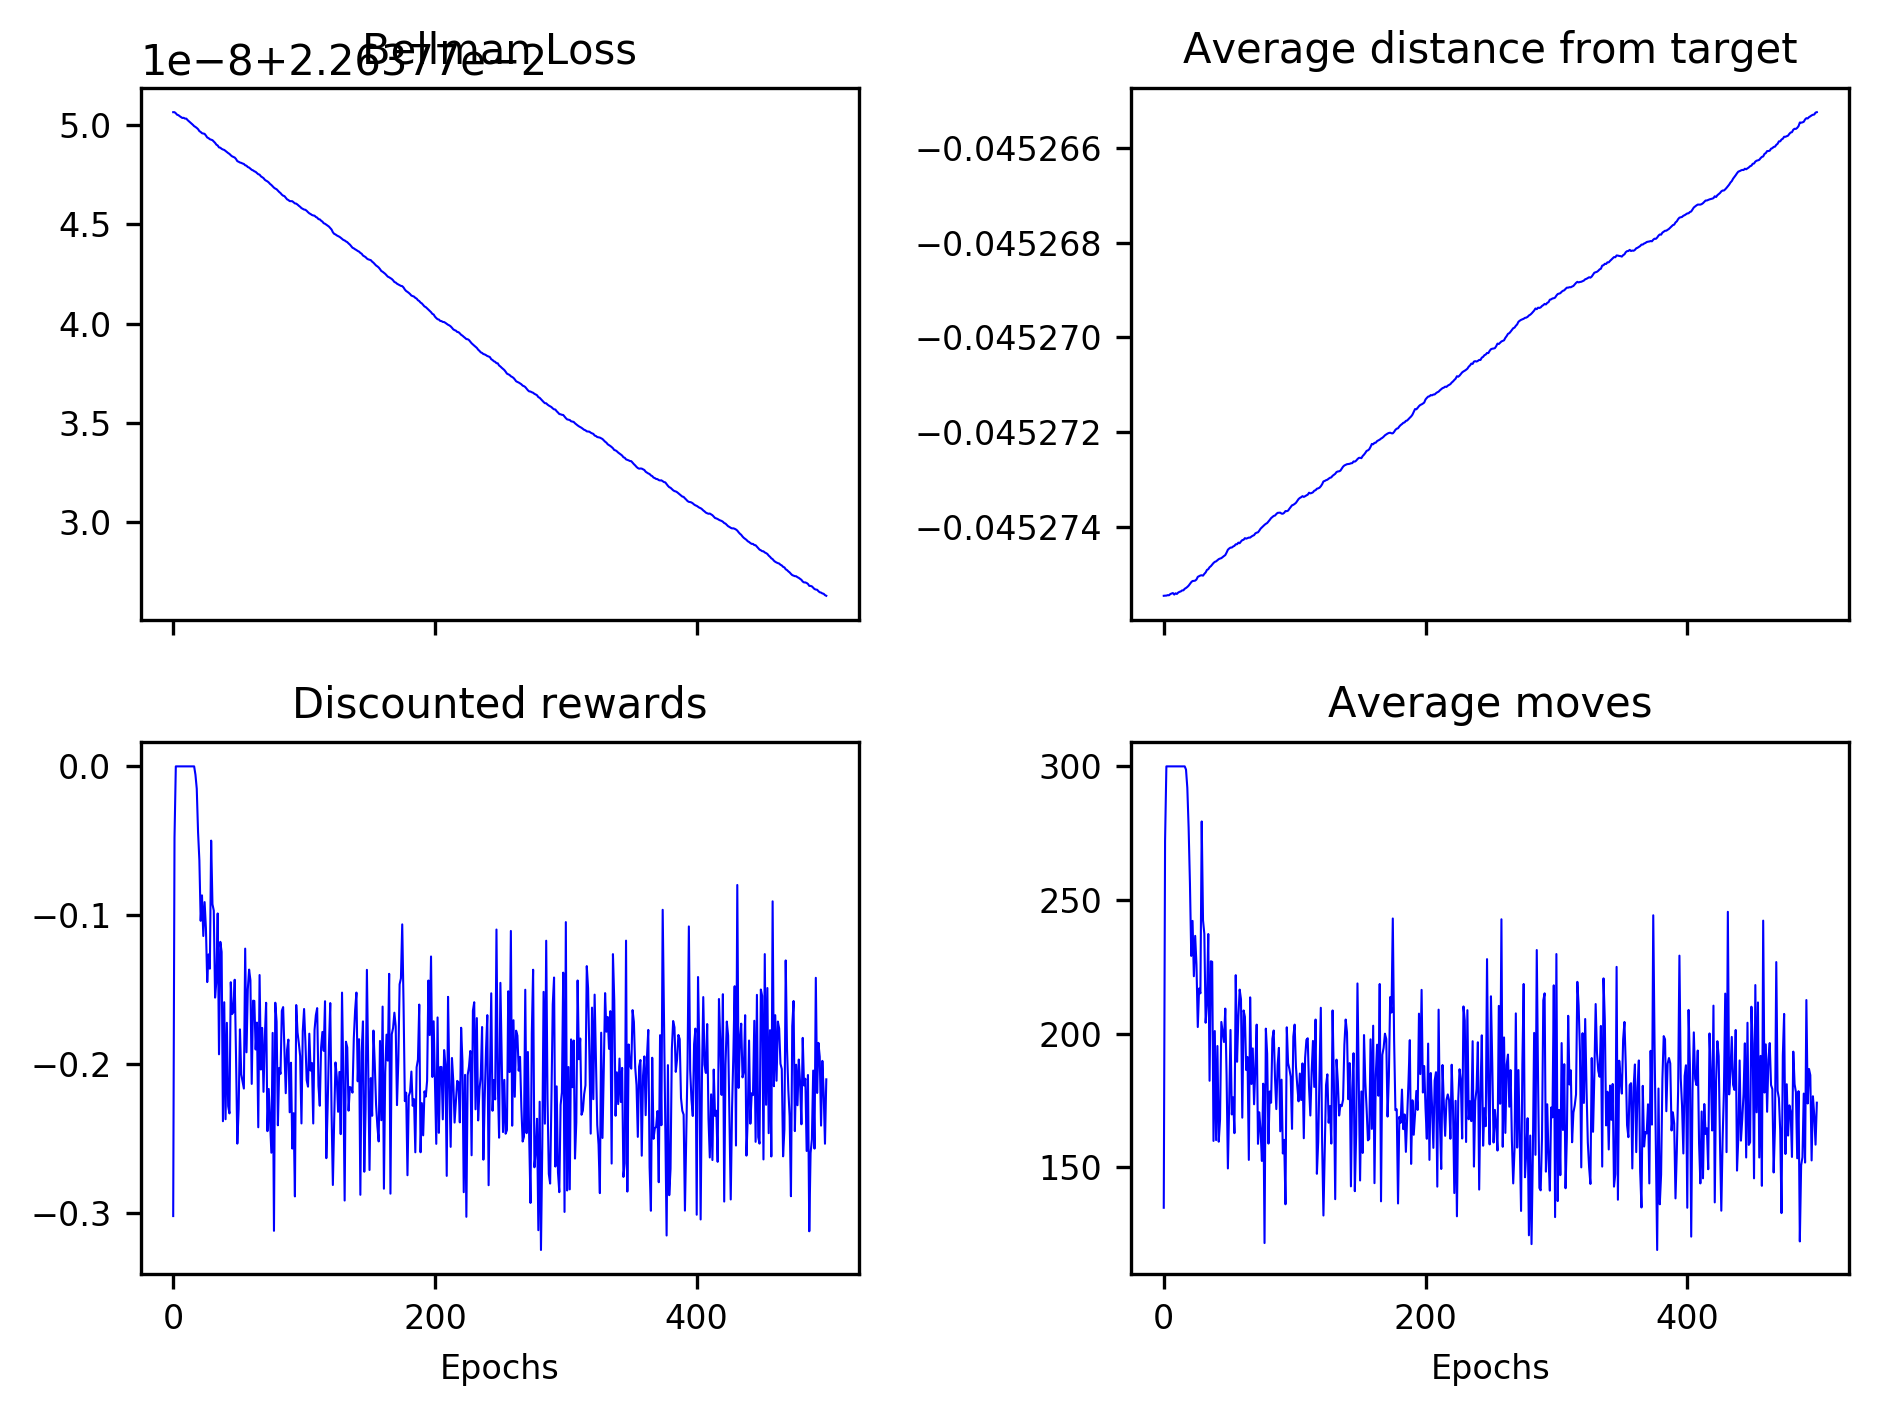 Bellman Loss
1e−8+2.26377e−2
5.0
4.5
4.0
3.5
3.0
Average distance from target
−0.045266
−0.045268
−0.045270
−0.045272
−0.045274
Discounted rewards
0.0
−0.1
−0.2
−0.3
0 200 400
Epochs
Average moves
300
250
200
150
0 200 400
Epochs